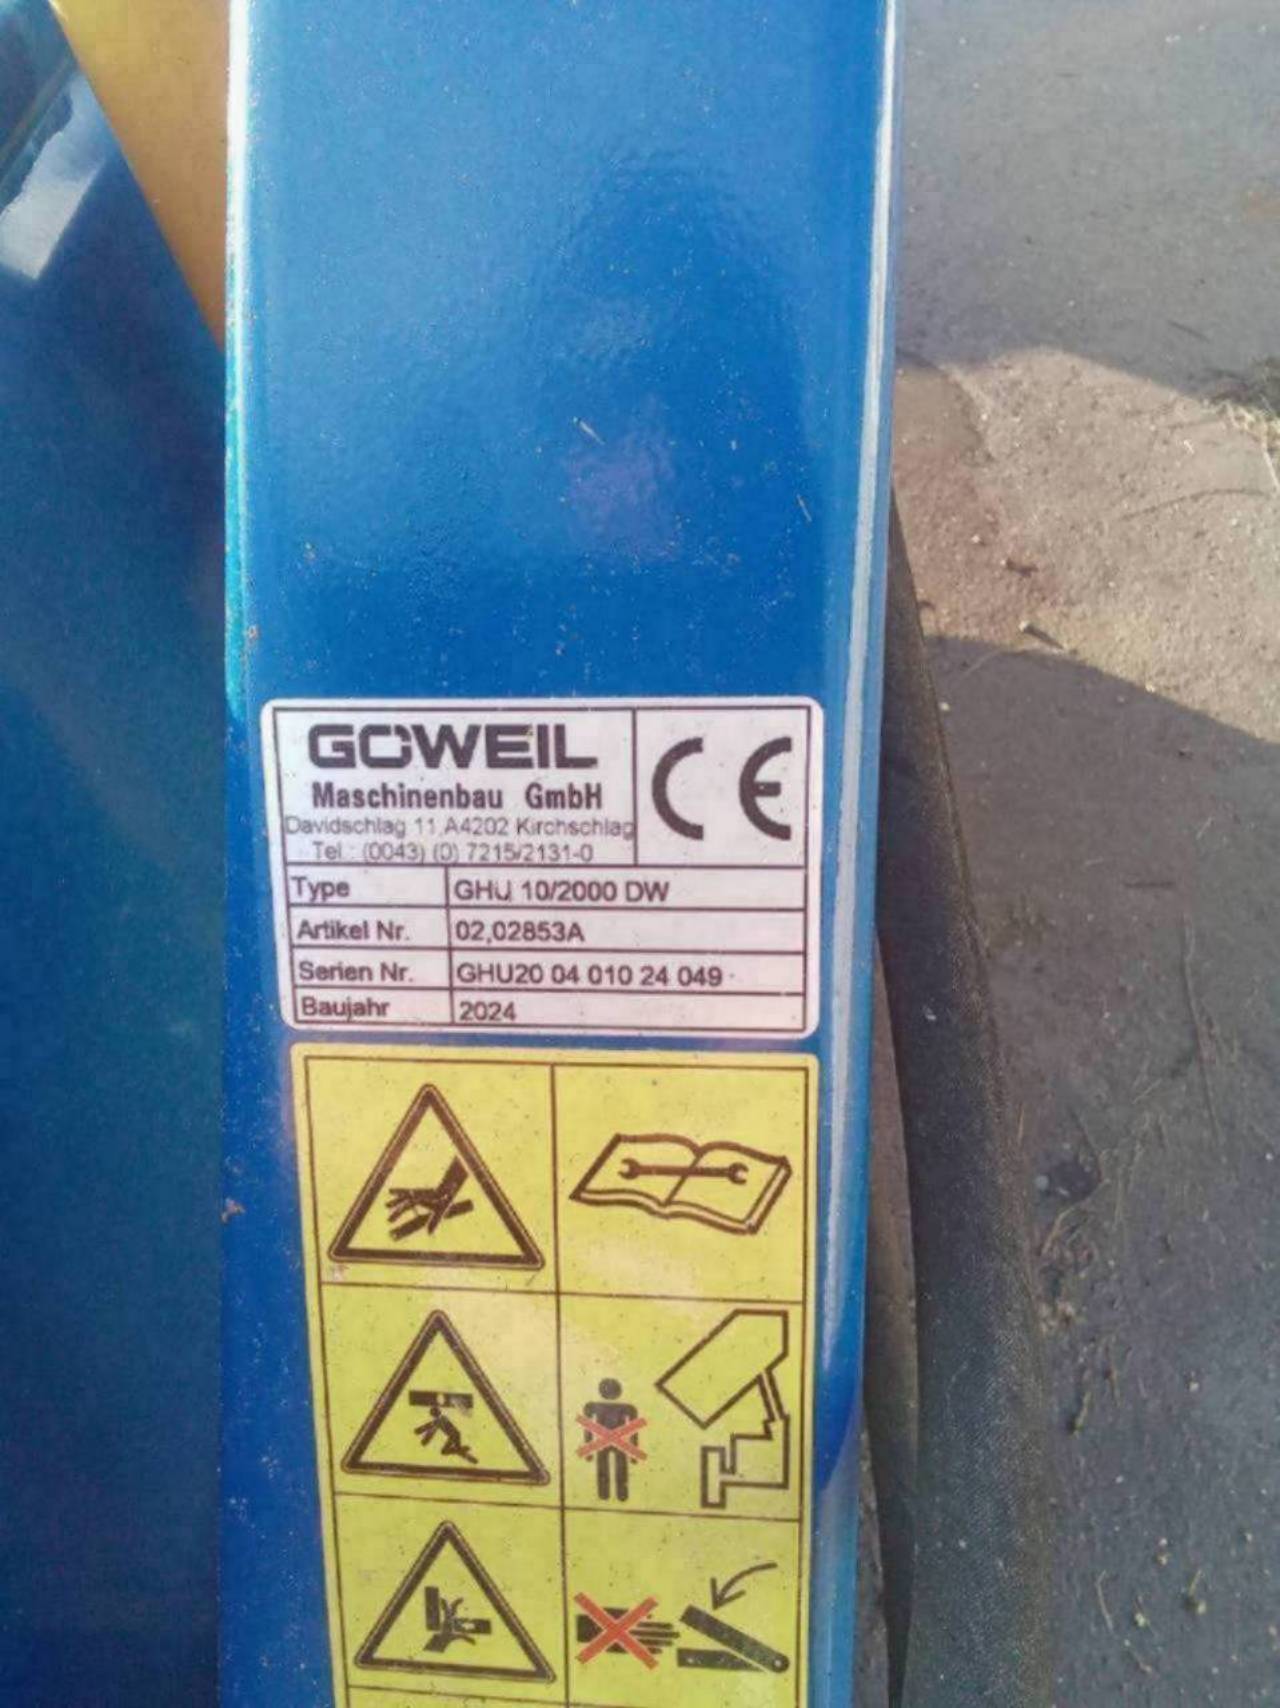 GÖWEIL
Maschinenbau GmbH
Davidschlag 11,A4202 Kirchschlag
Tel.: (0043) (0) 7215/2131-0
CE
Type GHU 10/2000 DW
Artikel Nr. 02,02853A
Serien Nr. GHU20 04 010 24 049
Baujahr 2024